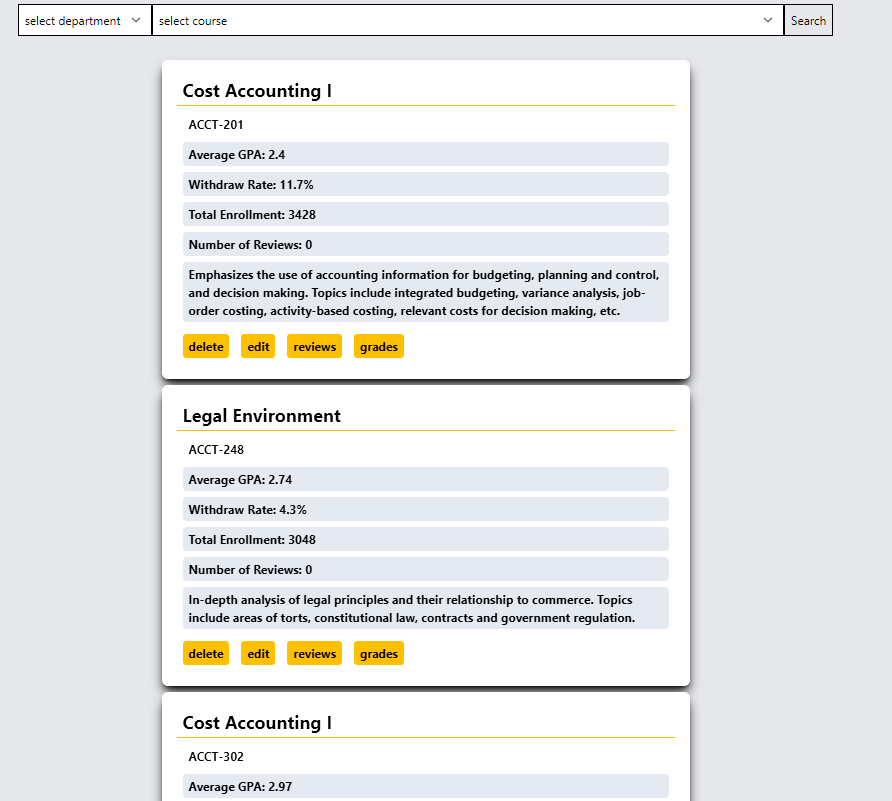 select department
select course
Search
Cost Accounting I
ACCT-201
Average GPA: 2.4
Withdraw Rate: 11.7%
Total Enrollment: 3428
Number of Reviews: 0
Emphasizes the use of accounting information for budgeting, planning and control,
and decision making. Topics include integrated budgeting, variance analysis, job-
order costing, activity-based costing, relevant costs for decision making, etc.
delete edit reviews grades
Legal Environment
ACCT-248
Average GPA: 2.74
Withdraw Rate: 4.3%
Total Enrollment: 3048
Number of Reviews: 0
In-depth analysis of legal principles and their relationship to commerce. Topics
include areas of torts, constitutional law, contracts and government regulation.
delete edit reviews grades
Cost Accounting I
ACCT-302
Average GPA: 2.97